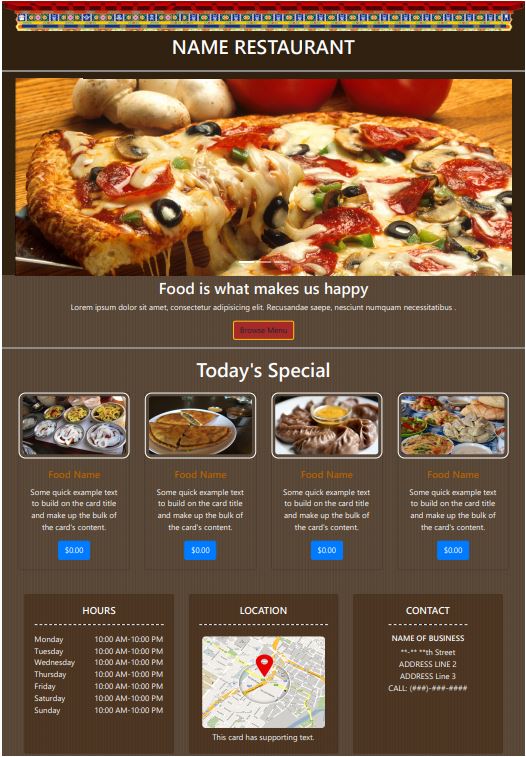 NAME RESTAURANT
Food is what makes us happy
Lorem ipsum dolor sit amet, consectetur adipisicing elit. Recusandae saepe, nesciunt numquam necessitatibus .
Browse Menu
Today's Special
Food Name
Some quick example text
to build on the card title
and make up the bulk of
the card's content.
$0.00
Food Name
Some quick example text
to build on the card title
and make up the bulk of
the card's content.
$0.00
Food Name
Some quick example text
to build on the card title
and make up the bulk of
the card's content.
$0.00
Food Name
Some quick example text
to build on the card title
and make up the bulk of
the card's content.
$0.00
HOURS
Monday 10:00 AM-10:00 PM
Tuesday 10:00 AM-10:00 PM
Wednesday 10:00 AM-10:00 PM
Thursday 10:00 AM-10:00 PM
Friday 10:00 AM-10:00 PM
Saturday 10:00 AM-10:00 PM
Sunday 10:00 AM-10:00 PM
LOCATION
This card has supporting text.
CONTACT
NAME OF BUSINESS
**-** **th Street
ADDRESS LINE 2
ADDRESS Line 3
CALL: (###)-###-####